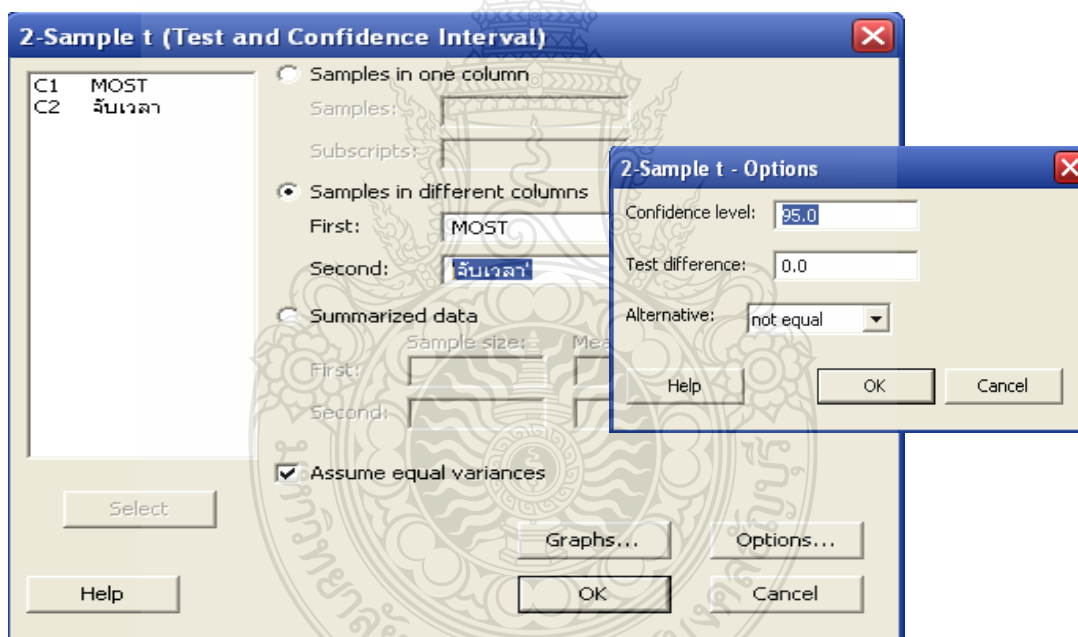 2-Sample t (Test and Confidence Interval)
C1 MOST
C2 จับเวลา
Samples in one column
Samples:
Subscripts:
Samples in different columns
First: MOST
Second: 'จับเวลา'
Summarized data
Sample size:
First:
Second:
Assume equal variances
Select
Graphs...
Options...
Help
OK
Cancel
2-Sample t - Options
Confidence level: 95.0
Test difference: 0.0
Alternative: not equal
Help
OK
Cancel